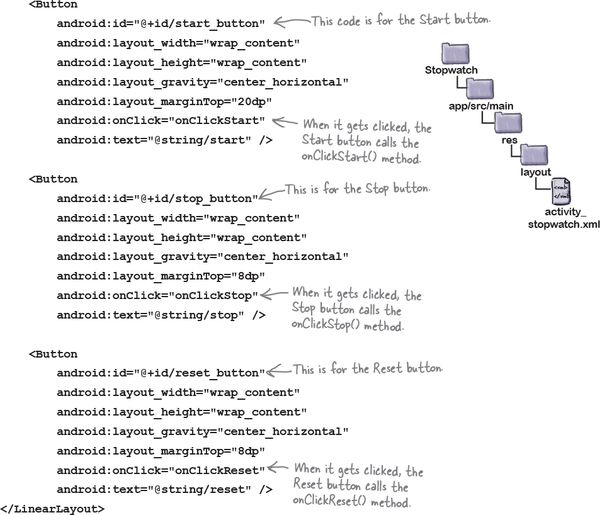 <Button
android:id="@+id/start_button"
This code is for the Start button.
android:layout_width="wrap_content"
android:layout_height="wrap_content"
android:layout_gravity="center_horizontal"
android:layout_marginTop="20dp"
android:onClick="onClickStart"
android:text="@string/start" />
When it gets clicked, the
Start button calls the
onClickStart() method.
Stopwatch
app/src/main
res
layout
<xml>
</xml>
activity_
stopwatch.xml
<Button
android:id="@+id/stop_button"
This is for the Stop button.
android:layout_width="wrap_content"
android:layout_height="wrap_content"
android:layout_gravity="center_horizontal"
android:layout_marginTop="8dp"
android:onClick="onClickStop"
android:text="@string/stop" />
When it gets clicked, the
Stop button calls the
onClickStop() method.
<Button
android:id="@+id/reset_button"
This is for the Reset button.
android:layout_width="wrap_content"
android:layout_height="wrap_content"
android:layout_gravity="center_horizontal"
android:layout_marginTop="8dp"
android:onClick="onClickReset"
android:text="@string/reset" />
When it gets clicked, the
Reset button calls the
onClickReset() method.
</LinearLayout>